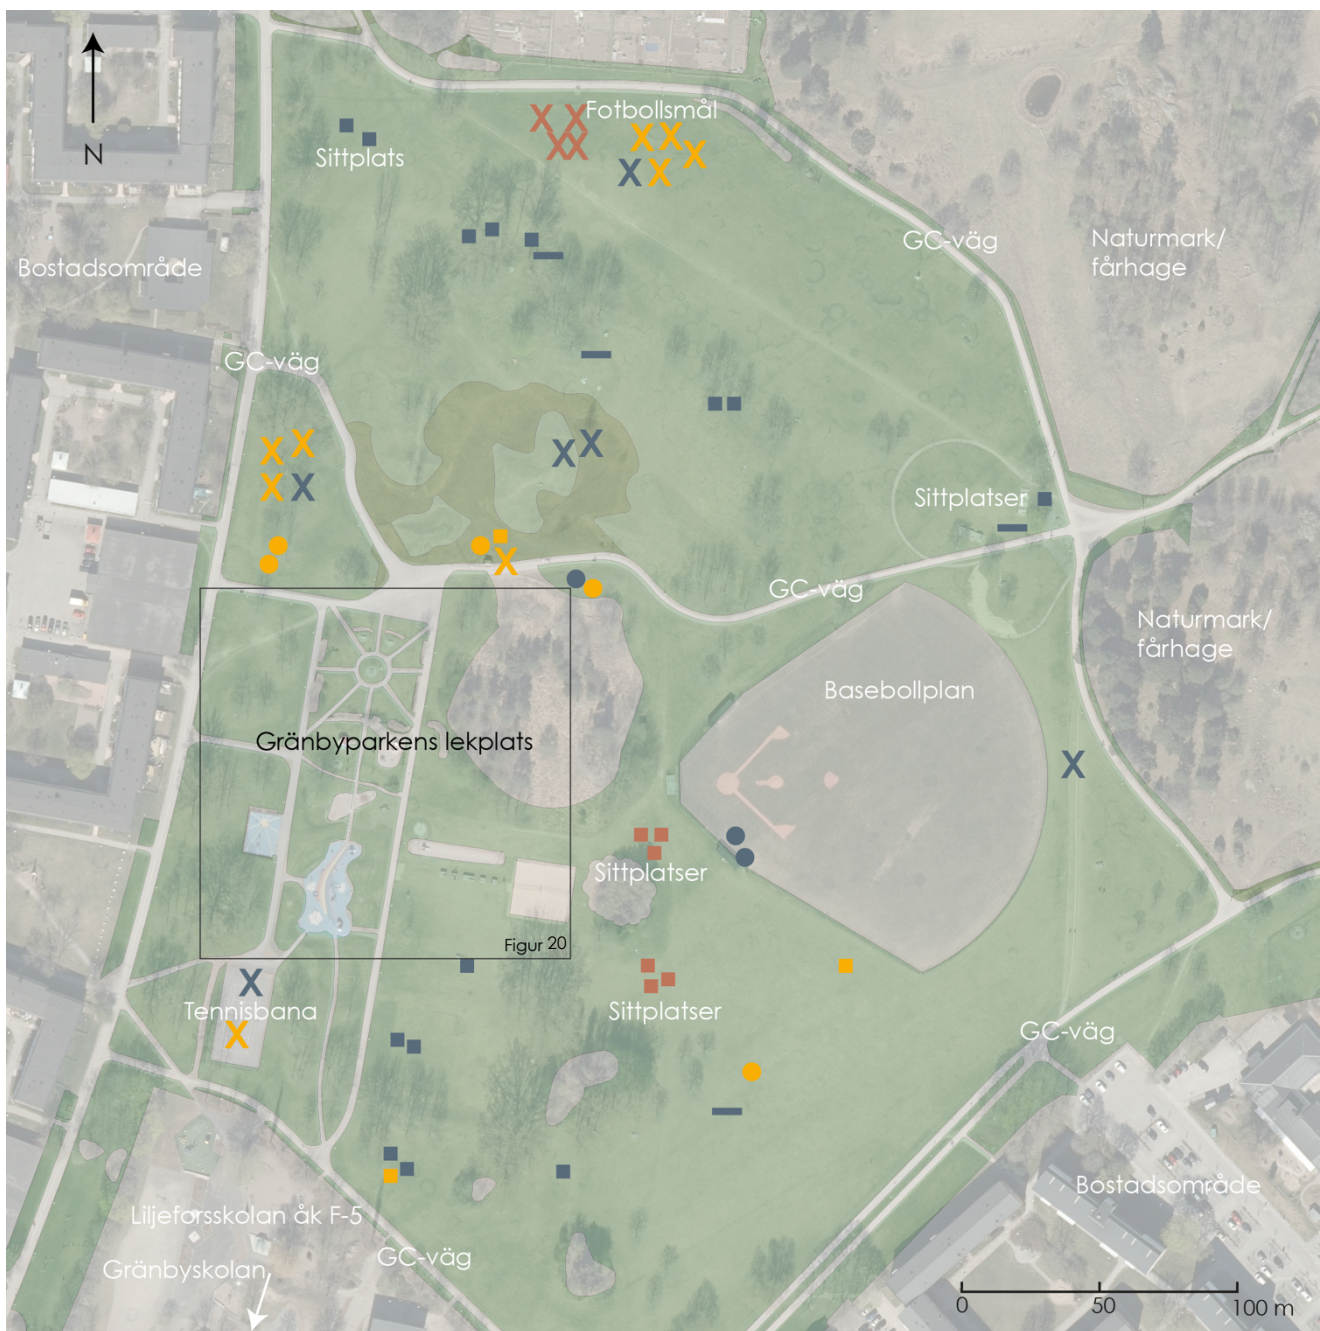 N
Fotbollsmål
Sittplats
GC-väg
Naturmark/
fårhage
Bostadsområde
GC-väg
Sittplatser
GC-väg
Naturmark/
fårhage
Basebollplan
Gränbyparkens lekplats
Sittplatser
Figur 20
Tennisbana
Sittplatser
GC-väg
Bostadsområde
Liljeforsskolan åk F-5
GC-väg
Gränbyskolan
0 50 100 m